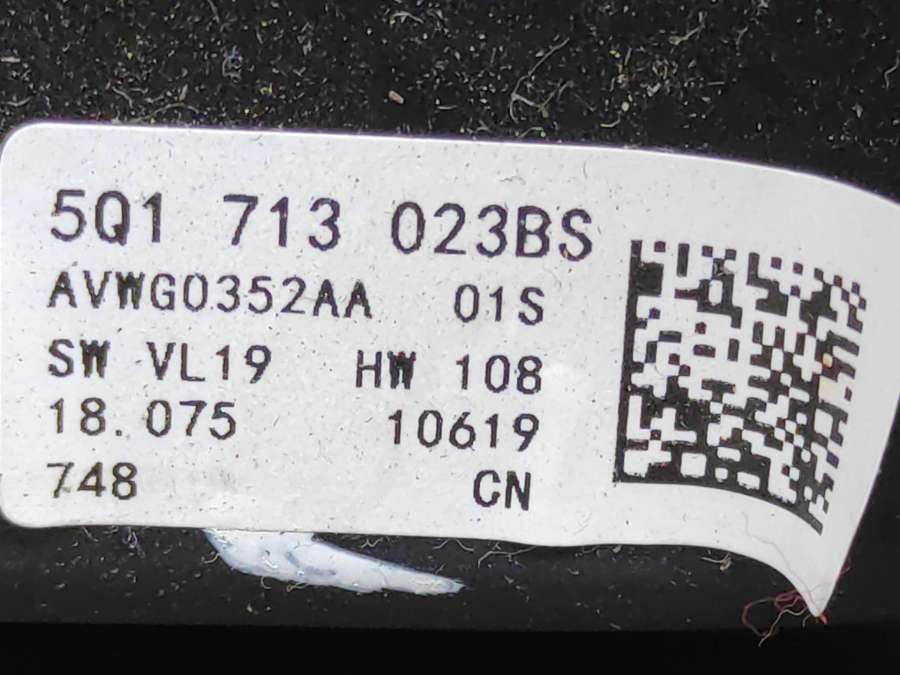 5Q1 713 023BS
AVWG0352AA 01S
SW VL19 HW 108
18.075 10619
748 CN